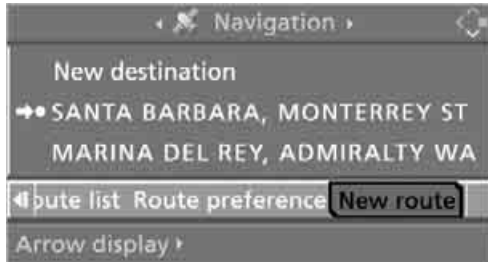 Navigation
New destination
SANTA BARBARA, MONTERREY ST
MARINA DEL REY, ADMIRALTY WA
oute list Route preference New route
Arrow display